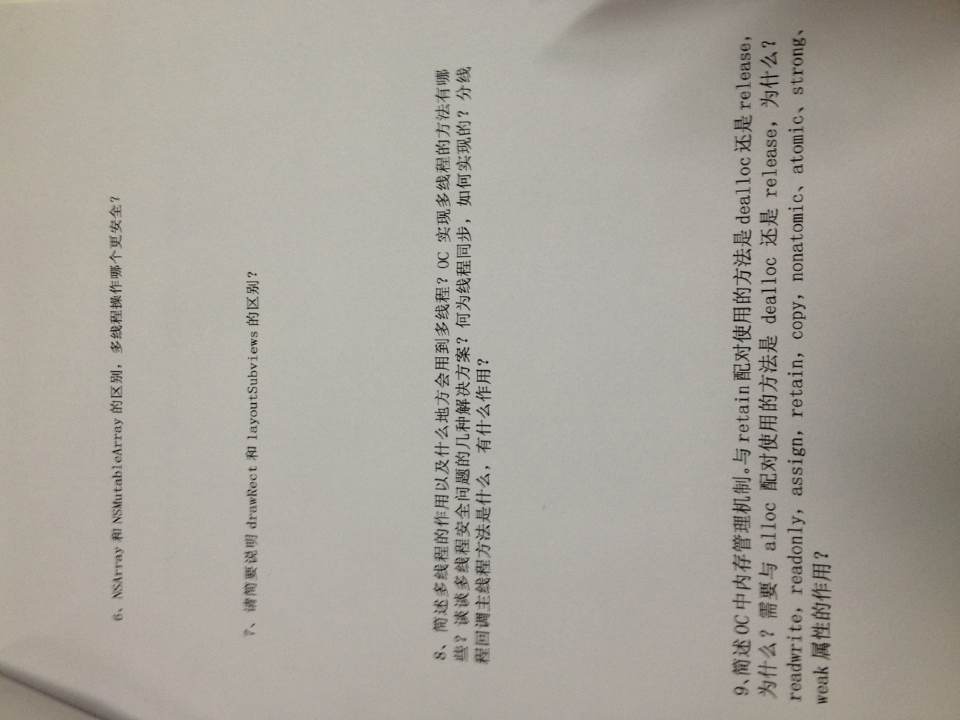 6、NSArray 和 NSMutableArray 的区别，多线程操作哪个更安全？
7、请简要说明 drawRect 和 layoutSubviews 的区别？
8、简述多线程的作用以及什么地方会用到多线程？OC 实现多线程的方法有哪
些？谈谈多线程安全问题的几种解决方案？何为线程同步，如何实现的？分线
程回调主线程方法是什么，有什么作用？
9、简述OC中内存管理机制。与 retain 配对使用的方法是 dealloc 还是 release，
为什么？需要与 alloc 配对使用的方法是 dealloc 还是 release，为什么？
readwrite，readonly，assign，retain，copy，nonatomic、atomic、strong、
weak 属性的作用？